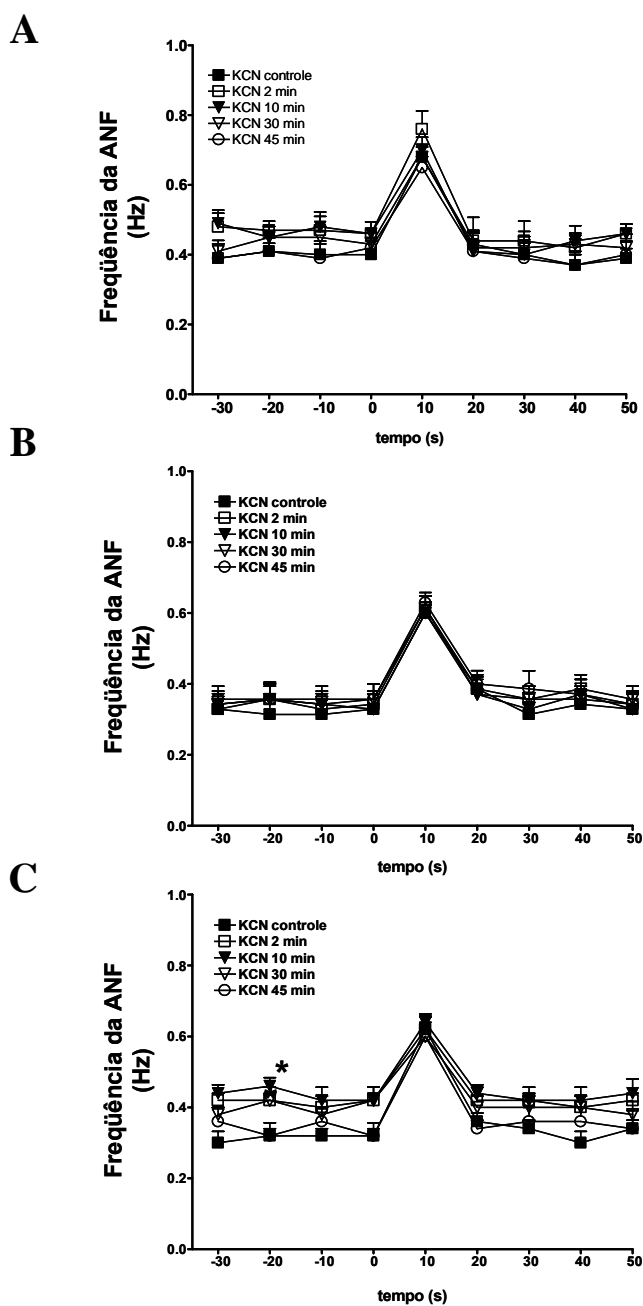 A
Freqüência da ANF
(Hz)
1.0
0.8
0.6
0.4
0.2
0.0
KCN controle
KCN 2 min
KCN 10 min
KCN 30 min
KCN 45 min
-30 -20 -10 0 10 20 30 40 50
tempo (s)
B
Freqüência da ANF
(Hz)
1.0
0.8
0.6
0.4
0.2
0.0
KCN controle
KCN 2 min
KCN 10 min
KCN 30 min
KCN 45 min
-30 -20 -10 0 10 20 30 40 50
tempo (s)
C
Freqüência da ANF
(Hz)
1.0
0.8
0.6
0.4
0.2
0.0
KCN controle
KCN 2 min
KCN 10 min
KCN 30 min
KCN 45 min
*
-30 -20 -10 0 10 20 30 40 50
tempo (s)